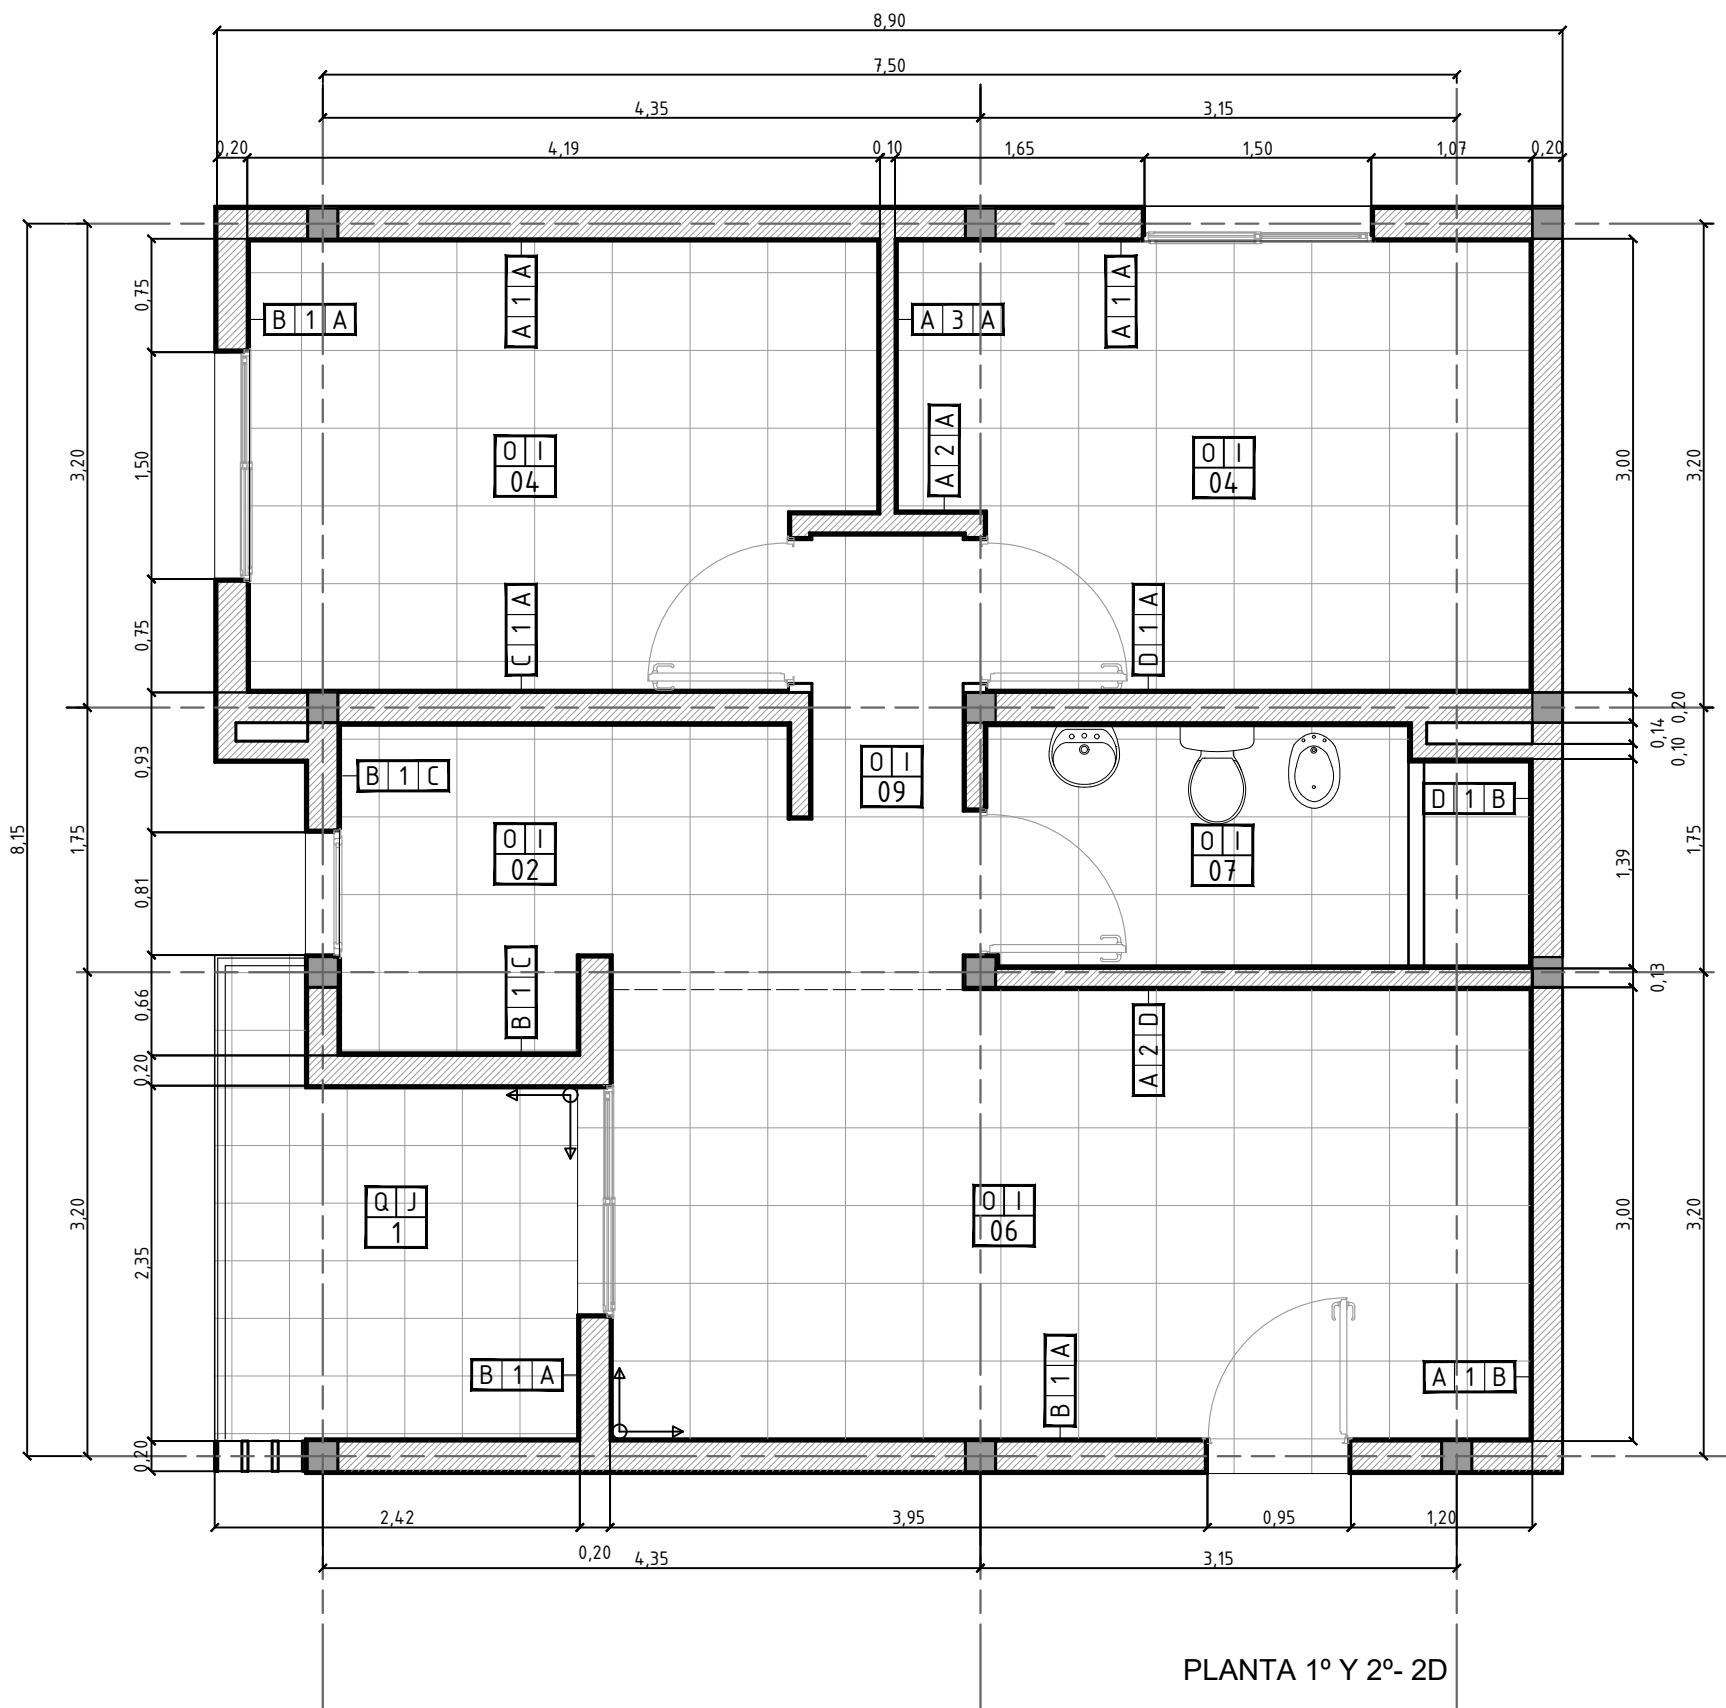 8,90
7,50
4,35 3,15
0,20 4,19 0,10 1,65 1,50 1,07 0,20
B 1 A
A 1 A
A 3 A
A 1 A
A 2 A
O I
04
O I
04
C 1 A
D 1 A
B 1 C
O I
09
D 1 B
O I
02
O I
07
B 1 C
A 2 D
Q J
1
O I
06
B 1 A
B 1 A
A 1 B
8,15
3,20
1,75
3,20
0,75
1,50
0,75
0,93
0,81
0,66
0,20
2,35
0,20
3,00
0,20
0,14
0,10
1,39
0,13
3,00
3,20
1,75
3,20
2,42 3,95 0,95 1,20
0,20 4,35 3,15
PLANTA 1º Y 2º- 2D